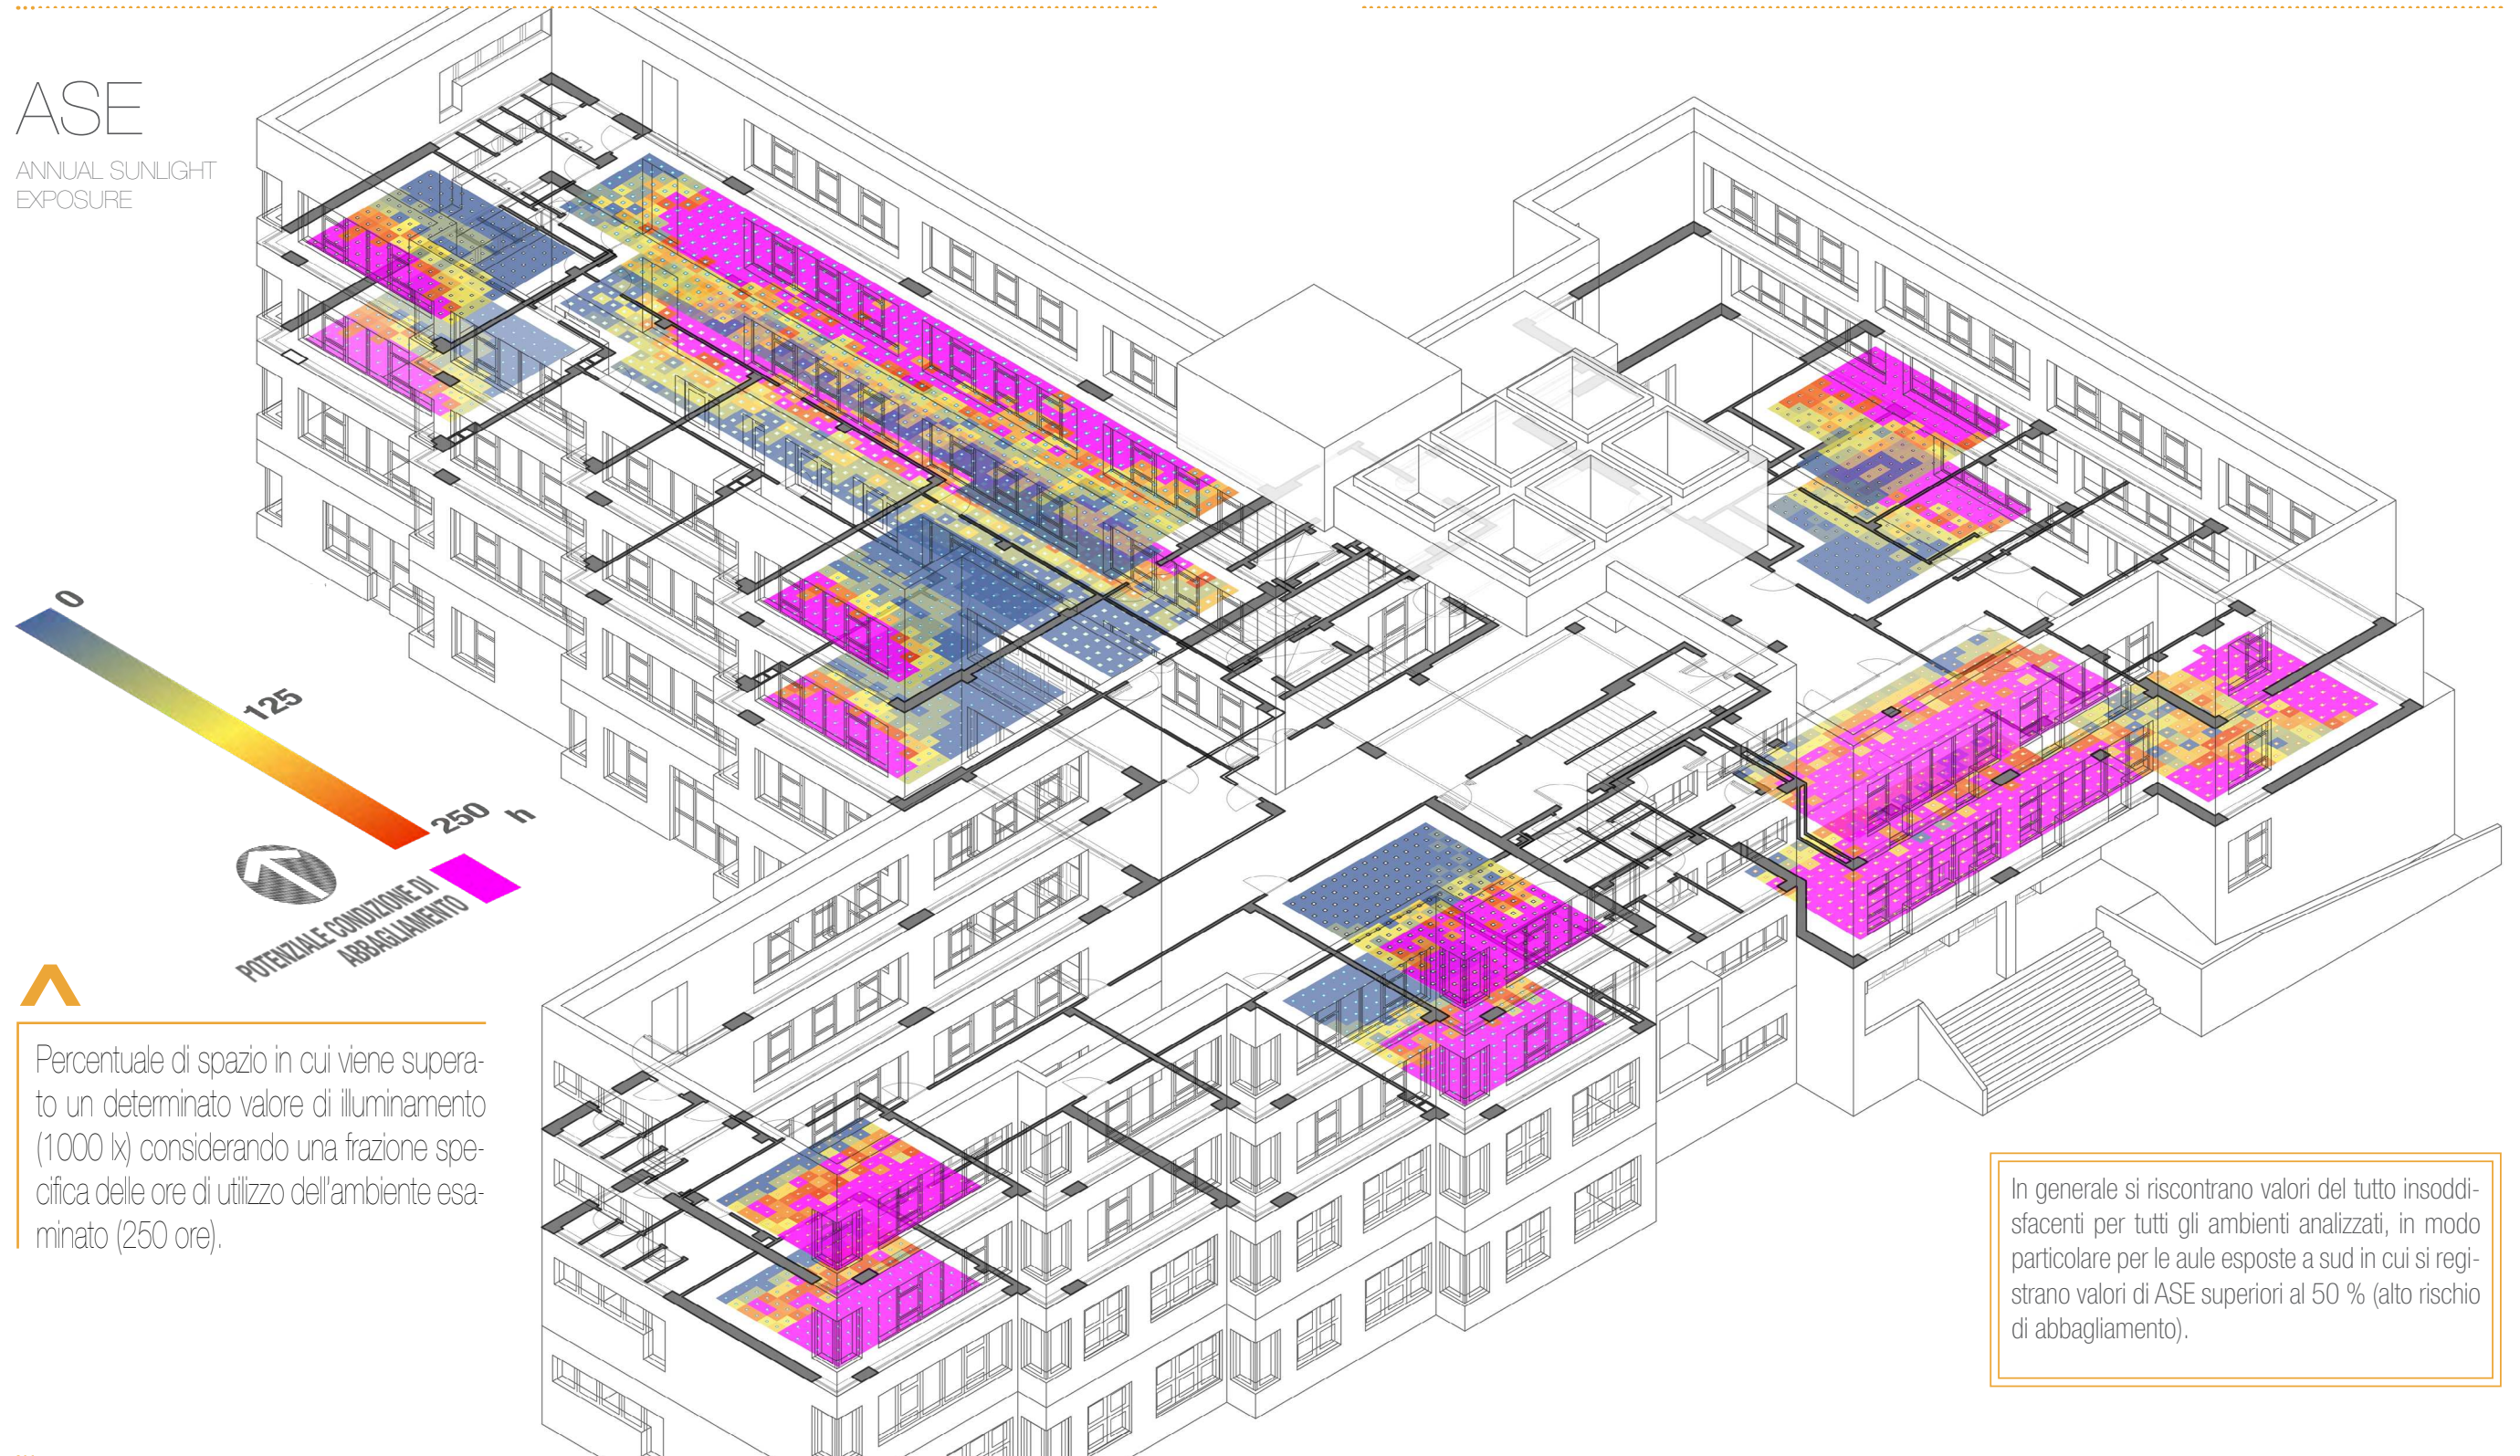 ASE
ANNUAL SUNLIGHT
EXPOSURE
0
125
250 h
POTENZIALE CONDIZIONE DI
ABBAGLIAMENTO
Percentuale di spazio in cui viene supera-
to un determinato valore di illuminamento
(1000 lx) considerando una frazione spe-
cifica delle ore di utilizzo dell'ambiente esa-
minato (250 ore).
In generale si riscontrano valori del tutto insoddi-
sfacenti per tutti gli ambienti analizzati, in modo
particolare per le aule esposte a sud in cui si regi-
strano valori di ASE superiori al 50 % (alto rischio
di abbagliamento).